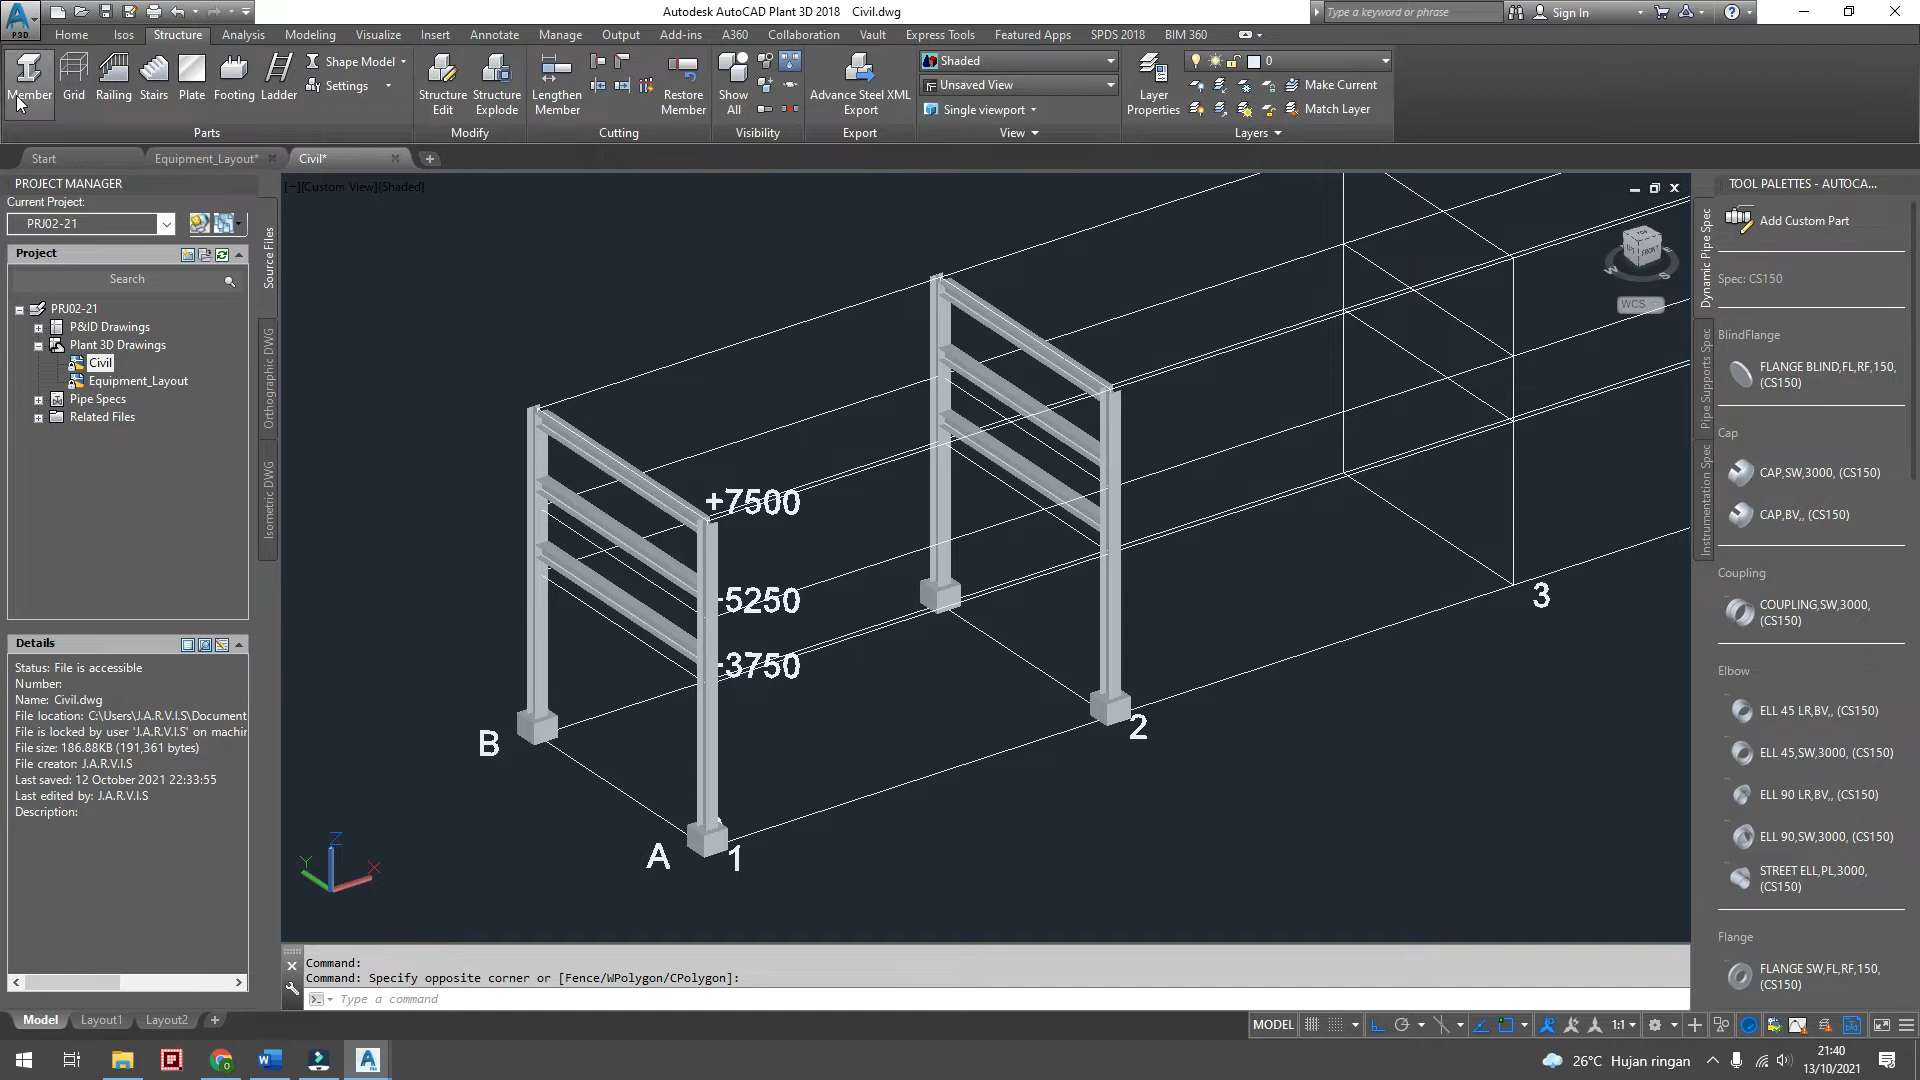 Autodesk AutoCAD Plant 3D 2018 Civil.dwg
Type a keyword or phrase
Sign In
P3D
Home Isos Structure Analysis Modeling Visualize Insert Annotate Manage Output Add-ins A360 Collaboration Vault Express Tools Featured Apps SPDS 2018 BIM 360
Member Grid Railing Stairs Plate Footing Ladder
Shape Model
Settings
Structure Edit
Structure Explode
Lengthen Member
Restore Member
Show All
Advance Steel XML Export
Shaded
Unsaved View
Single viewport
Layer Properties
0
Make Current
Match Layer
Parts Modify Cutting Visibility Export View Layers
Start Equipment_Layout* Civil*
PROJECT MANAGER
Current Project:
PRJ02-21
Project
Search
PRJ02-21
P&ID Drawings
Plant 3D Drawings
Civil
Equipment_Layout
Pipe Specs
Related Files
Source Files
Orthographic DWG
Isometric DWG
Details
Status: File is accessible
Number:
Name: Civil.dwg
File location: C:\Users\J.A.R.V.I.S\Document
File is locked by user 'J.A.R.V.I.S' on machin
File size: 186.88KB (191,361 bytes)
File creator: J.A.R.V.I.S
Last saved: 12 October 2021 22:33:55
Last edited by: J.A.R.V.I.S
Description:
[−][Custom View][Shaded]
TOP
FRONT
W
S
WCS
+7500
-5250
-3750
3
2
B
A
1
Z
Y
X
Command:
Command: Specify opposite corner or [Fence/WPolygon/CPolygon]:
Type a command
Model Layout1 Layout2
MODEL
1:1
TOOL PALETTES - AUTOCA...
Dynamic Pipe Spec
Pipe Supports Spec
Instrumentation Spec
Add Custom Part
Spec: CS150
BlindFlange
FLANGE BLIND,FL,RF,150, (CS150)
Cap
CAP,SW,3000, (CS150)
CAP,BV,, (CS150)
Coupling
COUPLING,SW,3000, (CS150)
Elbow
ELL 45 LR,BV,, (CS150)
ELL 45,SW,3000, (CS150)
ELL 90 LR,BV,, (CS150)
ELL 90,SW,3000, (CS150)
STREET ELL,PL,3000, (CS150)
Flange
FLANGE SW,FL,RF,150, (CS150)
26°C Hujan ringan
21:40
13/10/2021